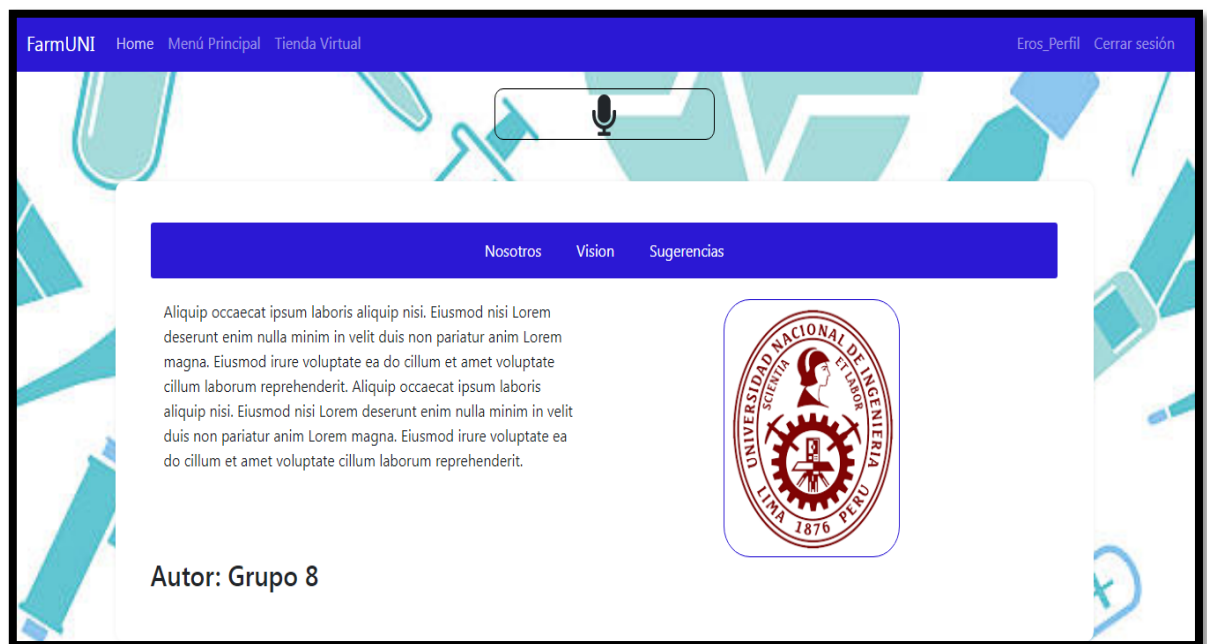 FarmUNI Home Menú Principal Tienda Virtual Eros_Perfil Cerrar sesión
Nosotros Vision Sugerencias
Aliquip occaecat ipsum laboris aliquip nisi. Eiusmod nisi Lorem
deserunt enim nulla minim in velit duis non pariatur anim Lorem
magna. Eiusmod irure voluptate ea do cillum et amet voluptate
cillum laborum reprehenderit. Aliquip occaecat ipsum laboris
aliquip nisi. Eiusmod nisi Lorem deserunt enim nulla minim in velit
duis non pariatur anim Lorem magna. Eiusmod irure voluptate ea
do cillum et amet voluptate cillum laborum reprehenderit.
UNIVERSIDAD NACIONAL DE INGENIERIA
SCIENTIA ET LABOR
LIMA 1876 PERU
Autor: Grupo 8